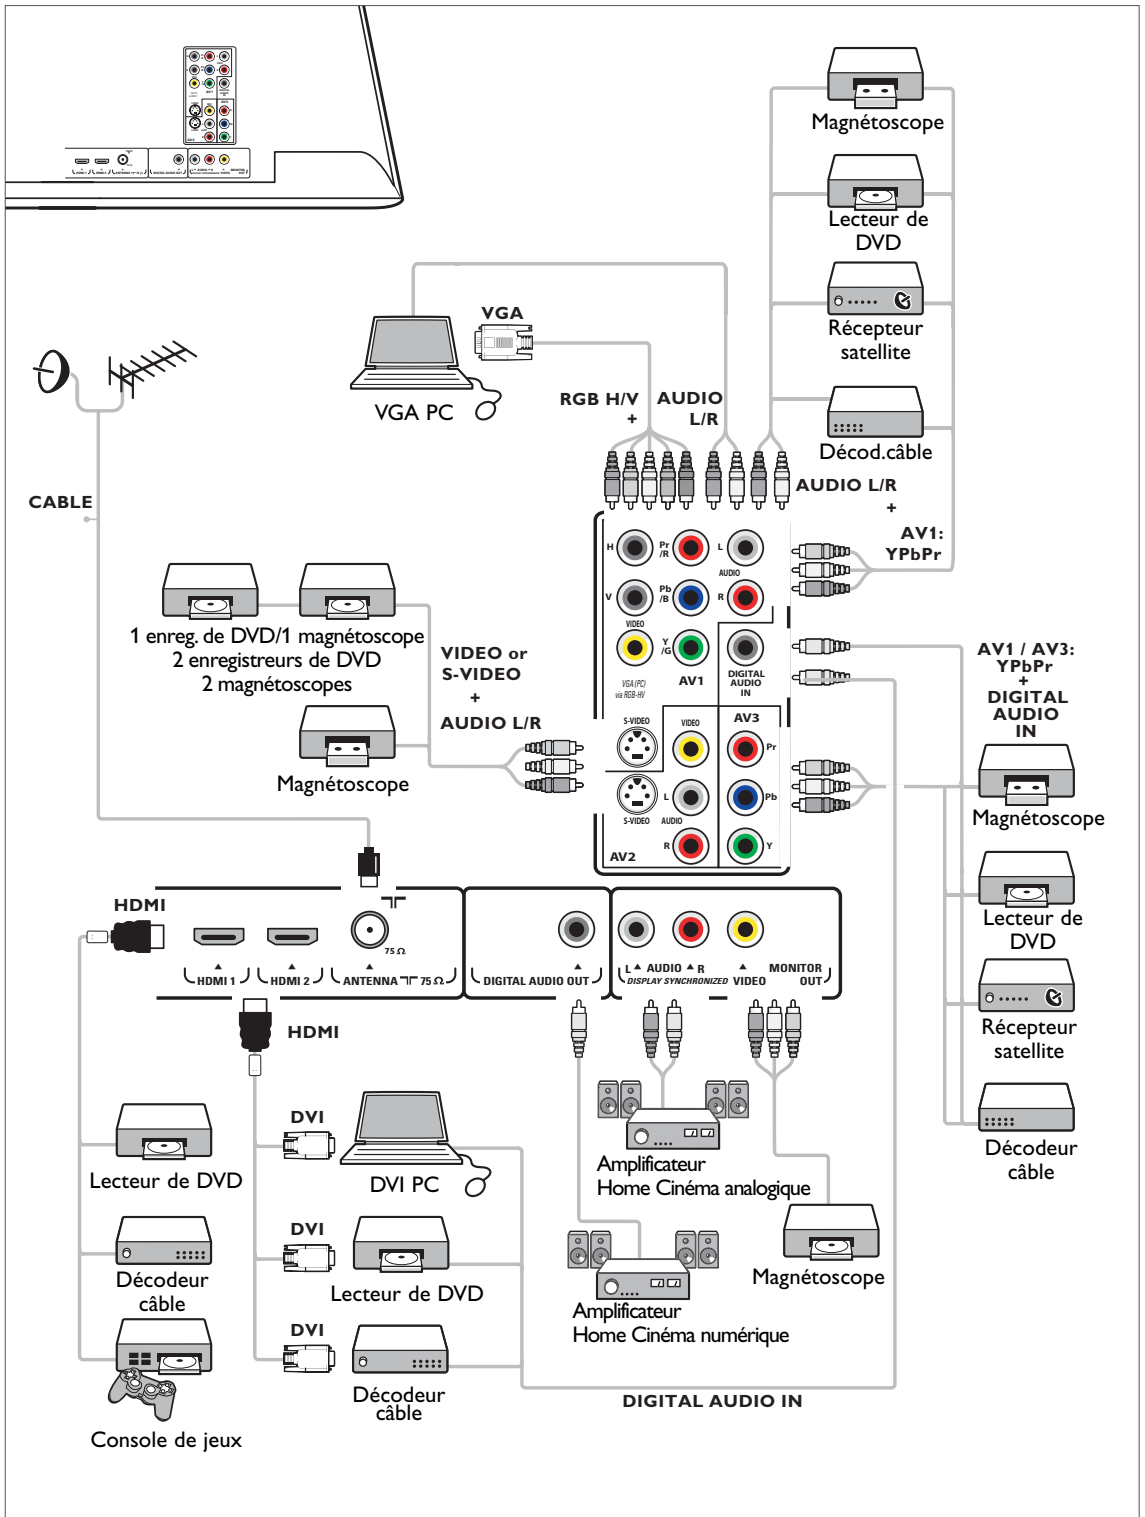 Magnétoscope
Lecteur de
DVD
Récepteur
satellite
Décod.câble
VGA
VGA PC
RGB H/V
+
AUDIO
L/R
AUDIO L/R
+
AV1:
YPbPr
CABLE
1 enreg. de DVD/1 magnétoscope
2 enregistreurs de DVD
2 magnétoscopes
VIDEO or
S-VIDEO
+
AUDIO L/R
Magnétoscope
H
Pr
/R
L
AUDIO
V
Pb
/B
R
VIDEO
Y
/G
AV1
VGA (PC)
via RGB-HV
DIGITAL
AUDIO
IN
S-VIDEO
VIDEO
AV3
Pr
L
Pb
S-VIDEO
AUDIO
R
Y
AV2
AV1 / AV3:
YPbPr
+
DIGITAL
AUDIO
IN
Magnétoscope
Lecteur de
DVD
Récepteur
satellite
Décodeur
câble
HDMI
75 Ω
HDMI 1
HDMI 2
ANTENNA 75 Ω
DIGITAL AUDIO OUT
L AUDIO R
DISPLAY SYNCHRONIZED
VIDEO
MONITOR
OUT
HDMI
DVI
DVI PC
Lecteur de DVD
DVI
Lecteur de DVD
Décodeur
câble
DVI
Décodeur
câble
Console de jeux
Amplificateur
Home Cinéma analogique
Magnétoscope
Amplificateur
Home Cinéma numérique
DIGITAL AUDIO IN